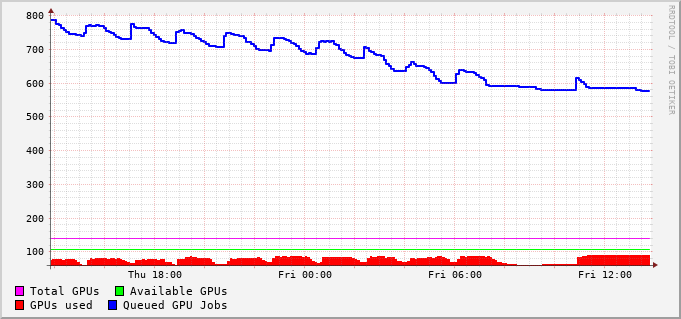 800
700
600
500
400
300
200
100
Thu 18:00 Fri 00:00 Fri 06:00 Fri 12:00
Total GPUs Available GPUs
GPUs used Queued GPU Jobs
RRDTOOL / TOBI OETIKER